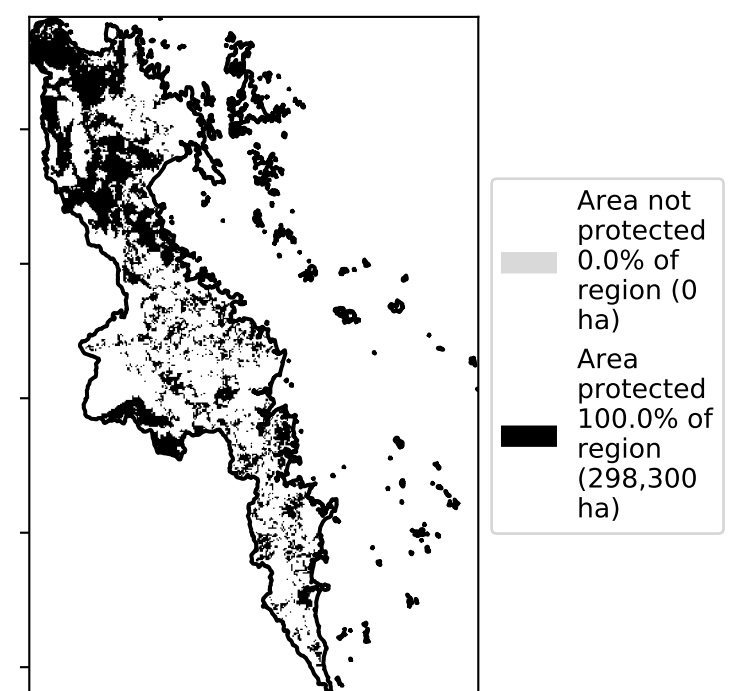 Area not
protected
0.0% of
region (0
ha)
Area
protected
100.0% of
region
(298,300
ha)